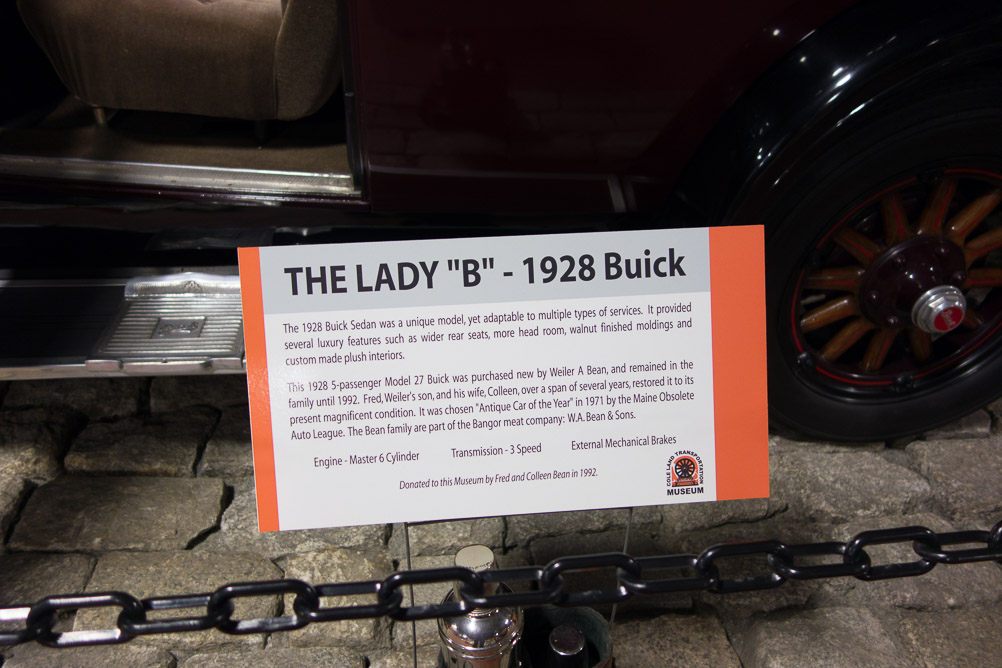 THE LADY "B" - 1928 Buick
The 1928 Buick Sedan was a unique model, yet adaptable to multiple types of services. It provided
several luxury features such as wider rear seats, more head room, walnut finished moldings and
custom made plush interiors.
This 1928 5-passenger Model 27 Buick was purchased new by Weiler A Bean, and remained in the
family until 1992. Fred, Weiler's son, and his wife, Colleen, over a span of several years, restored it to its
present magnificent condition. It was chosen "Antique Car of the Year" in 1971 by the Maine Obsolete
Auto League. The Bean family are part of the Bangor meat company: W.A. Bean & Sons.
Engine - Master 6 Cylinder Transmission - 3 Speed External Mechanical Brakes
Donated to this Museum by Fred and Colleen Bean in 1992.
COLE LAND TRANSPORTATION
MUSEUM